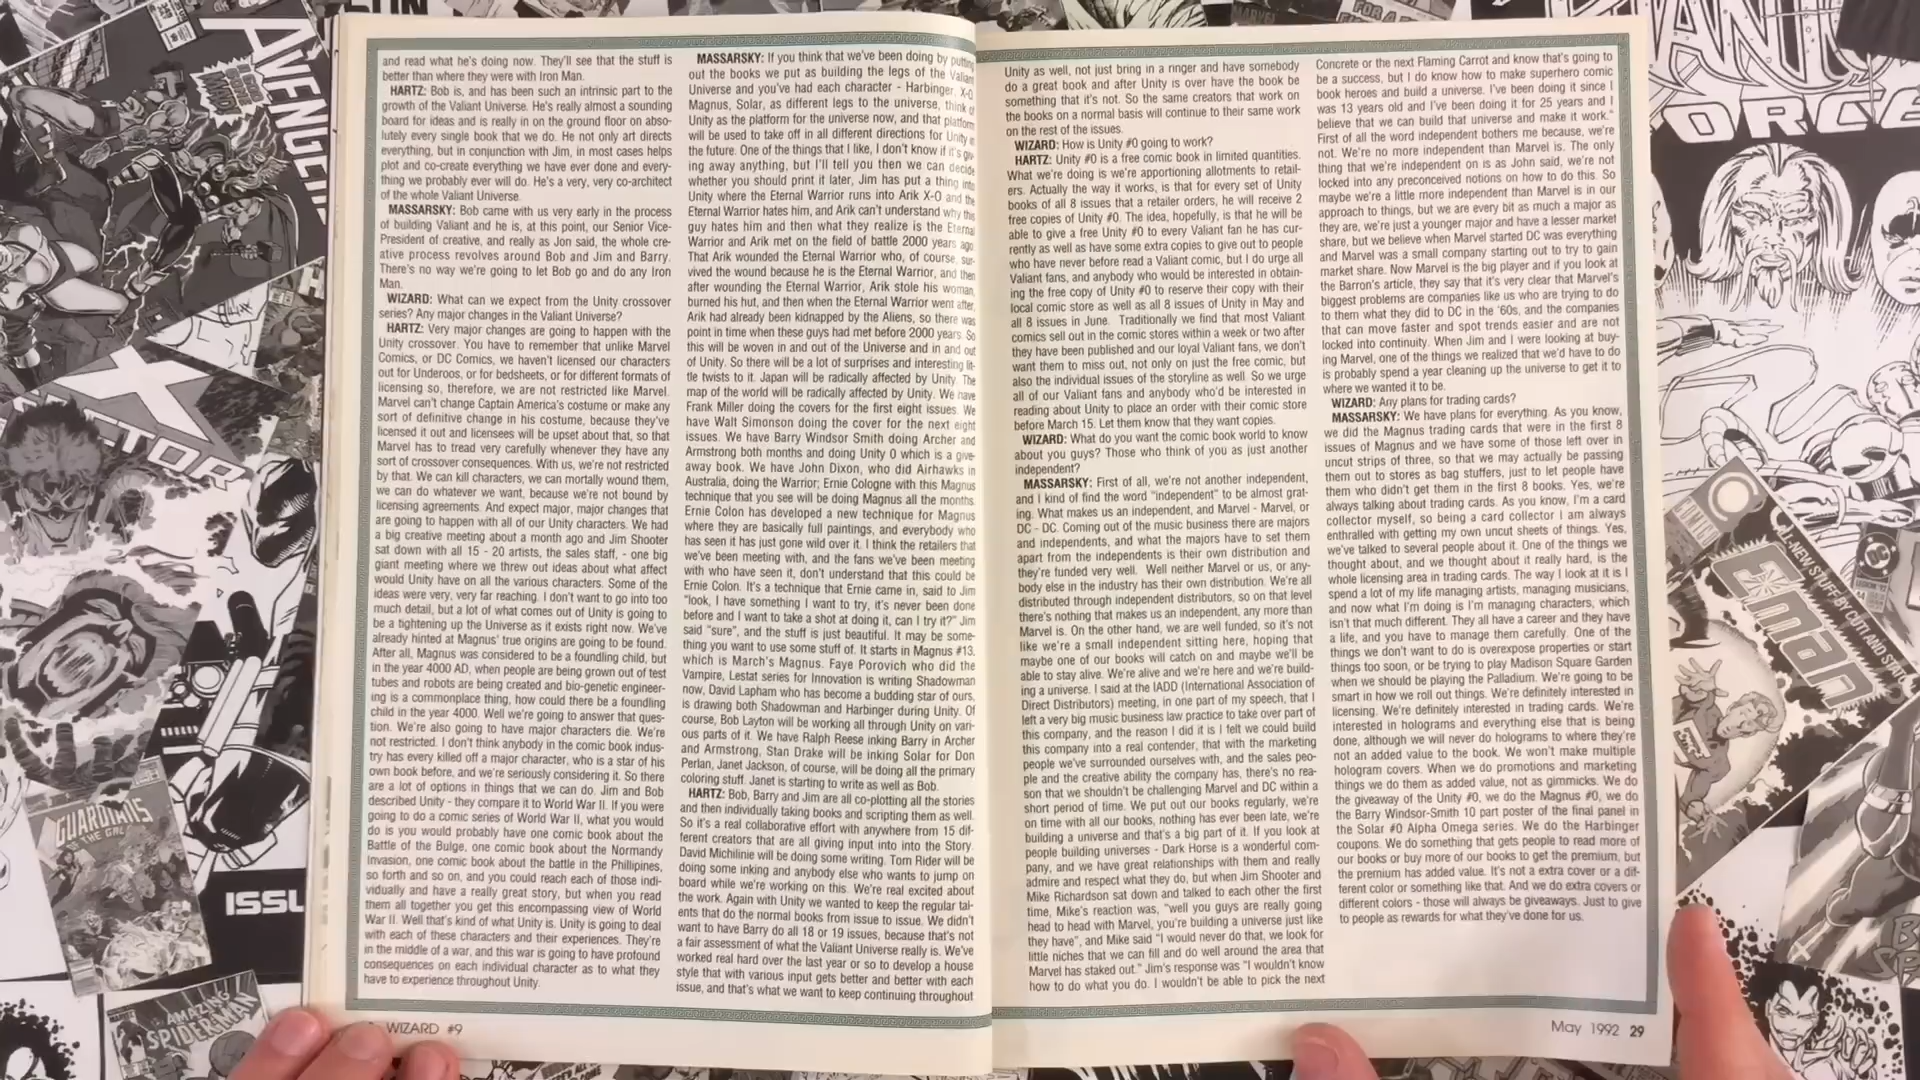 and read what he's doing now. They'll see that the stuff is
better than where they were with Iron Man.
HARTZ: Bob is, and has been such an intrinsic part to the
growth of the Valiant Universe. He's really almost a sounding
board for ideas and is really in on the ground floor on abso-
lutely every single book that we do. He not only art directs
everything, but in conjunction with Jim, in most cases helps
plot and co-create everything we have ever done and every-
thing we probably ever will do. He's a very, very co-architect
of the whole Valiant Universe.
MASSARSKY: Bob came with us very early in the process
of building Valiant and he is, at this point, our Senior Vice-
President of creative, and really as Jon said, the whole cre-
ative process revolves around Bob and Jim and Barry.
There's no way we're going to let Bob go and do any Iron
Man.
WIZARD: What can we expect from the Unity crossover
series? Any major changes in the Valiant Universe?
HARTZ: Very major changes are going to happen with the
Unity crossover. You have to remember that unlike Marvel
Comics, or DC Comics, we haven't licensed our characters
out for Underoos, or for bedsheets, or for different formats of
licensing so, therefore, we are not restricted like Marvel.
Marvel can't change Captain America's costume or make any
sort of definitive change in his costume, because they've
licensed it out and licensees will be upset about that, so that
Marvel has to tread very carefully whenever they have any
sort of crossover consequences. With us, we're not restricted
by that. We can kill characters, we can mortally wound them,
we can do whatever we want, because we're not bound by
licensing agreements. And expect major, major changes that
are going to happen with all of our Unity characters. We had
a big creative meeting about a month ago and Jim Shooter
sat down with all 15 - 20 artists, the sales staff, - one big
giant meeting where we threw out ideas about what affect
would Unity have on all the various characters. Some of the
ideas were very, very far reaching. I don't want to go into too
much detail, but a lot of what comes out of Unity is going to
be a tightening up the Universe as it exists right now. We've
already hinted at Magnus' true origins are going to be found.
After all, Magnus was considered to be a foundling child, but
in the year 4000 AD, when people are being grown out of test
tubes and robots are being created and bio-genetic engineer-
ing is a commonplace thing, how could there be a foundling
child in the year 4000. Well we're going to answer that ques-
tion. We're also going to have major characters die. We're
not restricted. I don't think anybody in the comic book indus-
try has every killed off a major character, who is a star of his
own book before, and we're seriously considering it. So there
are a lot of options in things that we can do. Jim and Bob
described Unity - they compare it to World War II. If you were
going to do a comic series of World War II, what you would
do is you would probably have one comic book about the
Battle of the Bulge, one comic book about the Normandy
Invasion, one comic book about the battle in the Phillipines,
so forth and so on, and you could reach each of those indi-
vidually and have a really great story, but when you read
them all together you get this encompassing view of World
War II. Well that's kind of what Unity is. Unity is going to deal
with each of these characters and their experiences. They're
in the middle of a war, and this war is going to have profound
consequences on each individual character as to what they
have to experience throughout Unity.
MASSARSKY: If you think that we've been doing by putting
out the books we put as building the legs of the Valiant
Universe and you've had each character - Harbinger, X-O
Magnus, Solar, as different legs to the universe, think of
Unity as the platform for the universe now, and that platform
will be used to take off in all different directions for Unity in
the future. One of the things that I like, I don't know if it's giv-
ing away anything, but I'll tell you then we can decide
whether you should print it later, Jim has put a thing into
Unity where the Eternal Warrior runs into Arik X-O and the
Eternal Warrior hates him, and Arik can't understand why this
guy hates him and then what they realize is the Eternal
Warrior and Arik met on the field of battle 2000 years ago.
That Arik wounded the Eternal Warrior who, of course, sur-
vived the wound because he is the Eternal Warrior, and then
after wounding the Eternal Warrior, Arik stole his woman,
burned his hut, and then when the Eternal Warrior went after,
Arik had already been kidnapped by the Aliens, so there was
point in time when these guys had met before 2000 years. So
this will be woven in and out of the Universe and in and out
of Unity. So there will be a lot of surprises and interesting lit-
tle twists to it. Japan will be radically affected by Unity. The
map of the world will be radically affected by Unity. We have
Frank Miller doing the covers for the first eight issues. We
have Walt Simonson doing the cover for the next eight
issues. We have Barry Windsor Smith doing Archer and
Armstrong both months and doing Unity 0 which is a give-
away book. We have John Dixon, who did Airhawks in
Australia, doing the Warrior; Ernie Cologne with this Magnus
technique that you see will be doing Magnus all the months.
Ernie Colon has developed a new technique for Magnus
where they are basically full paintings, and everybody who
has seen it has just gone wild over it. I think the retailers that
we've been meeting with, and the fans we've been meeting
with who have seen it, don't understand that this could be
Ernie Colon. It's a technique that Ernie came in, said to Jim
"look, I have something I want to try, it's never been done
before and I want to take a shot at doing it, can I try it?" Jim
said "sure", and the stuff is just beautiful. It may be some-
thing you want to use some stuff of. It starts in Magnus #13,
which is March's Magnus. Faye Porovich who did the
Vampire, Lestat series for Innovation is writing Shadowman
now, David Lapham who has become a budding star of ours,
is drawing both Shadowman and Harbinger during Unity. Of
course, Bob Layton will be working all through Unity on vari-
ous parts of it. We have Ralph Reese inking Barry in Archer
and Armstrong, Stan Drake will be inking Solar for Don
Perlan, Janet Jackson, of course, will be doing all the primary
coloring stuff. Janet is starting to write as well as Bob.
HARTZ: Bob, Barry and Jim are all co-plotting all the stories
and then individually taking books and scripting them as well.
So it's a real collaborative effort with anywhere from 15 dif-
ferent creators that are all giving input into into the Story.
David Michilinie will be doing some writing. Tom Rider will be
doing some inking and anybody else who wants to jump on
board while we're working on this. We're real excited about
the work. Again with Unity we wanted to keep the regular tal-
ents that do the normal books from issue to issue. We didn't
want to have Barry do all 18 or 19 issues, because that's not
a fair assessment of what the Valiant Universe really is. We've
worked real hard over the last year or so to develop a house
style that with various input gets better and better with each
issue, and that's what we want to keep continuing throughout
Unity as well, not just bring in a ringer and have somebody
do a great book and after Unity is over have the book be
something that it's not. So the same creators that work on
the books on a normal basis will continue to their same work
on the rest of the issues.
WIZARD: How is Unity #0 going to work?
HARTZ: Unity #0 is a free comic book in limited quantities.
What we're doing is we're apportioning allotments to retail-
ers. Actually the way it works, is that for every set of Unity
books of all 8 issues that a retailer orders, he will receive 2
free copies of Unity #0. The idea, hopefully, is that he will be
able to give a free Unity #0 to every Valiant fan he has cur-
rently as well as have some extra copies to give out to people
who have never before read a Valiant comic, but I do urge all
Valiant fans, and anybody who would be interested in obtain-
ing the free copy of Unity #0 to reserve their copy with their
local comic store as well as all 8 issues of Unity in May and
all 8 issues in June. Traditionally we find that most Valiant
comics sell out in the comic stores within a week or two after
they have been published and our loyal Valiant fans, we don't
want them to miss out, not only on just the free comic, but
also the individual issues of the storyline as well. So we urge
all of our Valiant fans and anybody who'd be interested in
reading about Unity to place an order with their comic store
before March 15. Let them know that they want copies.
WIZARD: What do you want the comic book world to know
about you guys? Those who think of you as just another
independent?
MASSARSKY: First of all, we're not another independent,
and I kind of find the word "independent" to be almost grat-
ing. What makes us an independent, and Marvel - Marvel, or
DC - DC. Coming out of the music business there are majors
and independents, and what the majors have to set them
apart from the independents is their own distribution and
they're funded very well. Well neither Marvel or us, or any-
body else in the industry has their own distribution. We're all
distributed through independent distributors, so on that level
there's nothing that makes us an independent, any more than
Marvel is. On the other hand, we are well funded, so it's not
like we're a small independent sitting here, hoping that
maybe one of our books will catch on and maybe we'll be
able to stay alive. We're alive and we're here and we're build-
ing a universe. I said at the IADD (International Association of
Direct Distributors) meeting, in one part of my speech, that I
left a very big music business law practice to take over part of
this company, and the reason I did it is I felt we could build
this company into a real contender, that with the marketing
people we've surrounded ourselves with, and the sales peo-
ple and the creative ability the company has, there's no rea-
son that we shouldn't be challenging Marvel and DC within a
short period of time. We put out our books regularly, we're
on time with all our books, nothing has ever been late, we're
building a universe and that's a big part of it. If you look at
people building universes - Dark Horse is a wonderful com-
pany, and we have great relationships with them and really
admire and respect what they do, but when Jim Shooter and
Mike Richardson sat down and talked to each other the first
time, Mike's reaction was, "well you guys are really going
head to head with Marvel, you're building a universe just like
they have", and Mike said "I would never do that, we look for
little niches that we can fill and do well around the area that
Marvel has staked out." Jim's response was "I wouldn't know
how to do what you do. I wouldn't be able to pick the next
Concrete or the next Flaming Carrot and know that's going to
be a success, but I do know how to make superhero comic
book heroes and build a universe. I've been doing it since I
was 13 years old and I've been doing it for 25 years and I
believe that we can build that universe and make it work."
First of all the word independent bothers me because, we're
not. We're no more independent than Marvel is. The only
thing that we're independent on is as John said, we're not
locked into any preconceived notions on how to do this. So
maybe we're a little more independent than Marvel is in our
approach to things, but we are every bit as much a major as
they are, we're just a younger major and have a lesser market
share, but we believe when Marvel started DC was everything
and Marvel was a small company starting out to try to gain
market share. Now Marvel is the big player and if you look at
the Barron's article, they say that it's very clear that Marvel's
biggest problems are companies like us who are trying to do
to them what they did to DC in the '60s, and the companies
that can move faster and spot trends easier and are not
locked into continuity. When Jim and I were looking at buy-
ing Marvel, one of the things we realized that we'd have to do
is probably spend a year cleaning up the universe to get it to
where we wanted it to be.
WIZARD: Any plans for trading cards?
MASSARSKY: We have plans for everything. As you know,
we did the Magnus trading cards that were in the first 8
issues of Magnus and we have some of those left over in
uncut strips of three, so that we may actually be passing
them out to stores as bag stuffers, just to let people have
them who didn't get them in the first 8 books. Yes, we're
always talking about trading cards. As you know, I'm a card
collector myself, so being a card collector I am always
enthralled with getting my own uncut sheets of things. Yes,
we've talked to several people about it. One of the things we
thought about, and we thought about it really hard, is the
whole licensing area in trading cards. The way I look at it is I
spend a lot of my life managing artists, managing musicians,
and now what I'm doing is I'm managing characters, which
isn't that much different. They all have a career and they have
a life, and you have to manage them carefully. One of the
things we don't want to do is overexpose properties or start
things too soon, or be trying to play Madison Square Garden
when we should be playing the Palladium. We're going to be
smart in how we roll out things. We're definitely interested in
licensing. We're definitely interested in trading cards. We're
interested in holograms and everything else that is being
done, although we will never do holograms to where they're
not an added value to the book. We won't make multiple
hologram covers. When we do promotions and marketing
things we do them as added value, not as gimmicks. We do
the giveaway of the Unity #0, we do the Magnus #0, we do
the Barry Windsor-Smith 10 part poster of the final panel in
the Solar #0 Alpha Omega series. We do the Harbinger
coupons. We do something that gets people to read more of
our books or buy more of our books to get the premium, but
the premium has added value. It's not a extra cover or a dif-
ferent color or something like that. And we do extra covers or
different colors - those will always be giveaways. Just to give
to people as rewards for what they've done for us.
WIZARD #9
May 1992 29
AVENGE
X
GUARDIANS
OF THE GAL
ISSU
AMAZING
SPIDER-MAN
ORCE
ALL-NEW STUFF BY CUTI AND STATON
E-man
DC